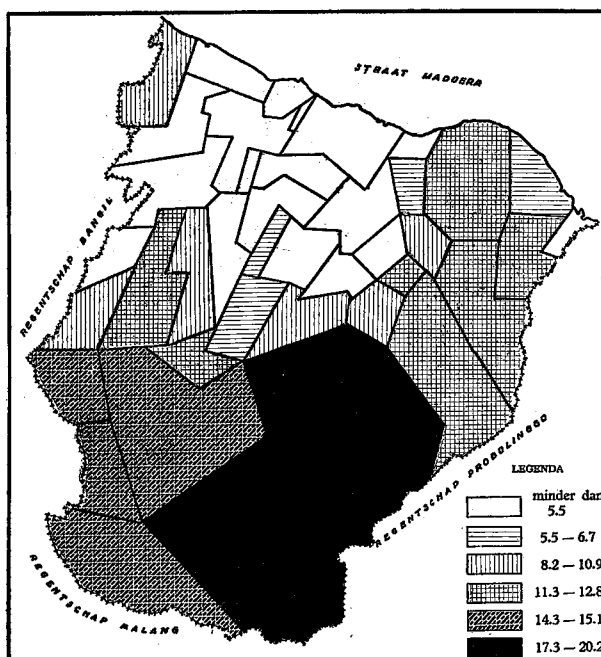 STRAAT MADOERA
REGENTSCHAP BANGIL
REGENTSCHAP PROBOLINGGO
REGENTSCHAP MALANG
LEGENDA
minder dan
5.5
5.5 — 6.7
8.2 — 10.9
11.3 — 12.8
14.3 — 15.1
17.3 — 20.2